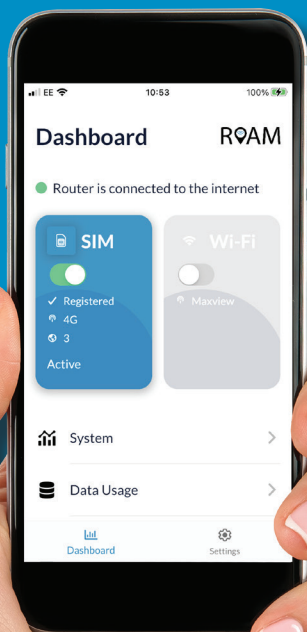 EE 10:53 100%
Dashboard ROAM
Router is connected to the internet
SIM
Registered
4G
3
Active
Wi-Fi
Maxview
System
Data Usage
Dashboard
Settings